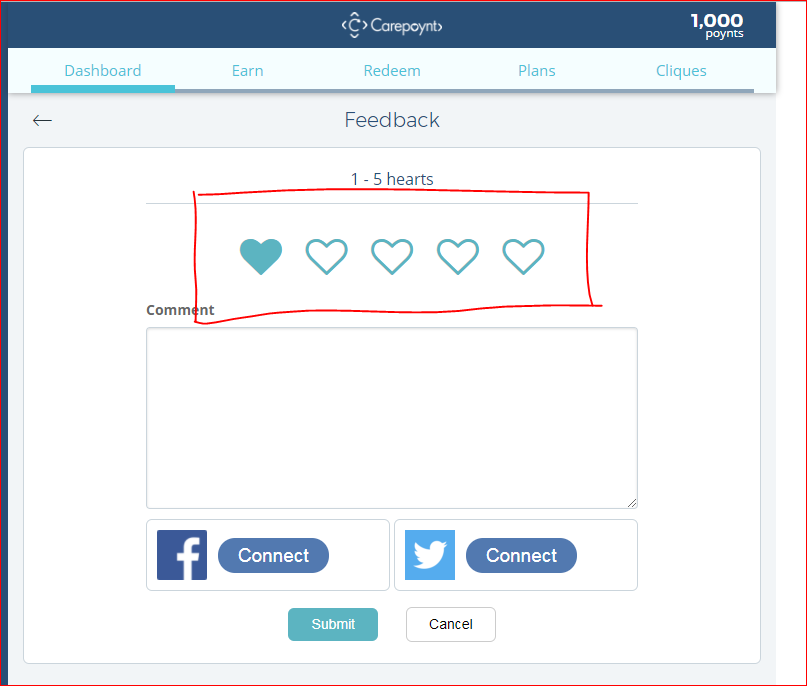 Carepoynt
1,000
poynts
Dashboard Earn Redeem Plans Cliques
← Feedback
1 - 5 hearts
Comment
Connect Connect
Submit Cancel